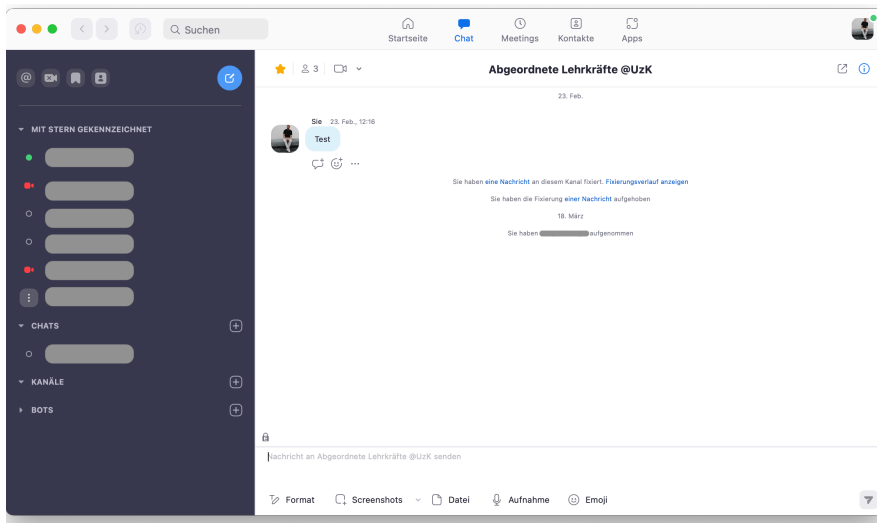 Suchen
Startseite
Chat
Meetings
Kontakte
Apps
3
Abgeordnete Lehrkräfte @UzK
MIT STERN GEKENNZEICHNET
CHATS
KANÄLE
BOTS
23. Feb.
Sie 23. Feb., 12:16
Test
Sie haben eine Nachricht an diesem Kanal fixiert. Fixierungsverlauf anzeigen
Sie haben die Fixierung einer Nachricht aufgehoben
18. März
Sie haben aufgenommen
Nachricht an Abgeordnete Lehrkräfte @UzK senden
Format
Screenshots
Datei
Aufnahme
Emoji